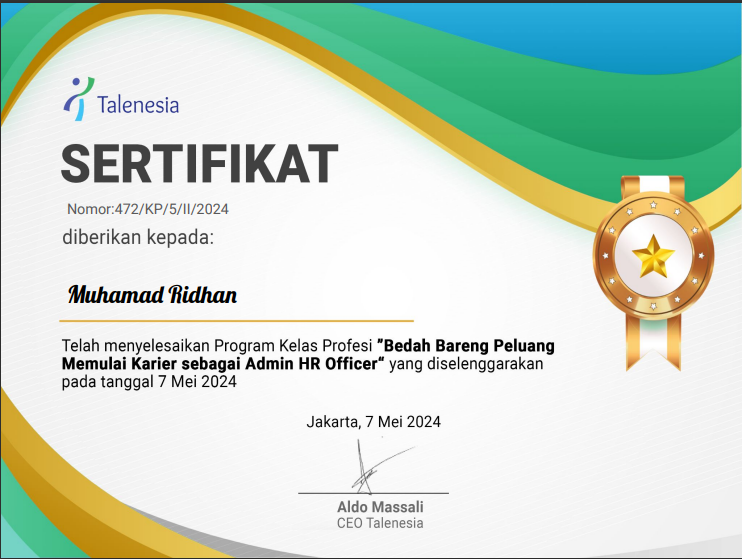 Talenesia
SERTIFIKAT
Nomor:472/KP/5/II/2024
diberikan kepada:
Muhamad Ridhan
Telah menyelesaikan Program Kelas Profesi ”Bedah Bareng Peluang
Memulai Karier sebagai Admin HR Officer“ yang diselenggarakan
pada tanggal 7 Mei 2024
Jakarta, 7 Mei 2024
Aldo Massali
CEO Talenesia